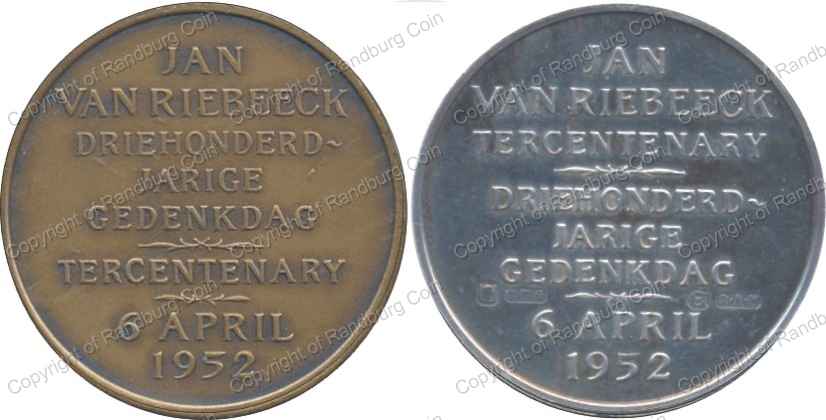 JAN
VAN RIEBEECK
DRIEHONDERD~
JARIGE
GEDENKDAG
TERCENTENARY
6 APRIL
1952
JAN
VAN RIEBEECK
TERCENTENARY
DRIEHONDERD~
JARIGE
GEDENKDAG
6 APRIL
1952
Copyright of Randburg Coin